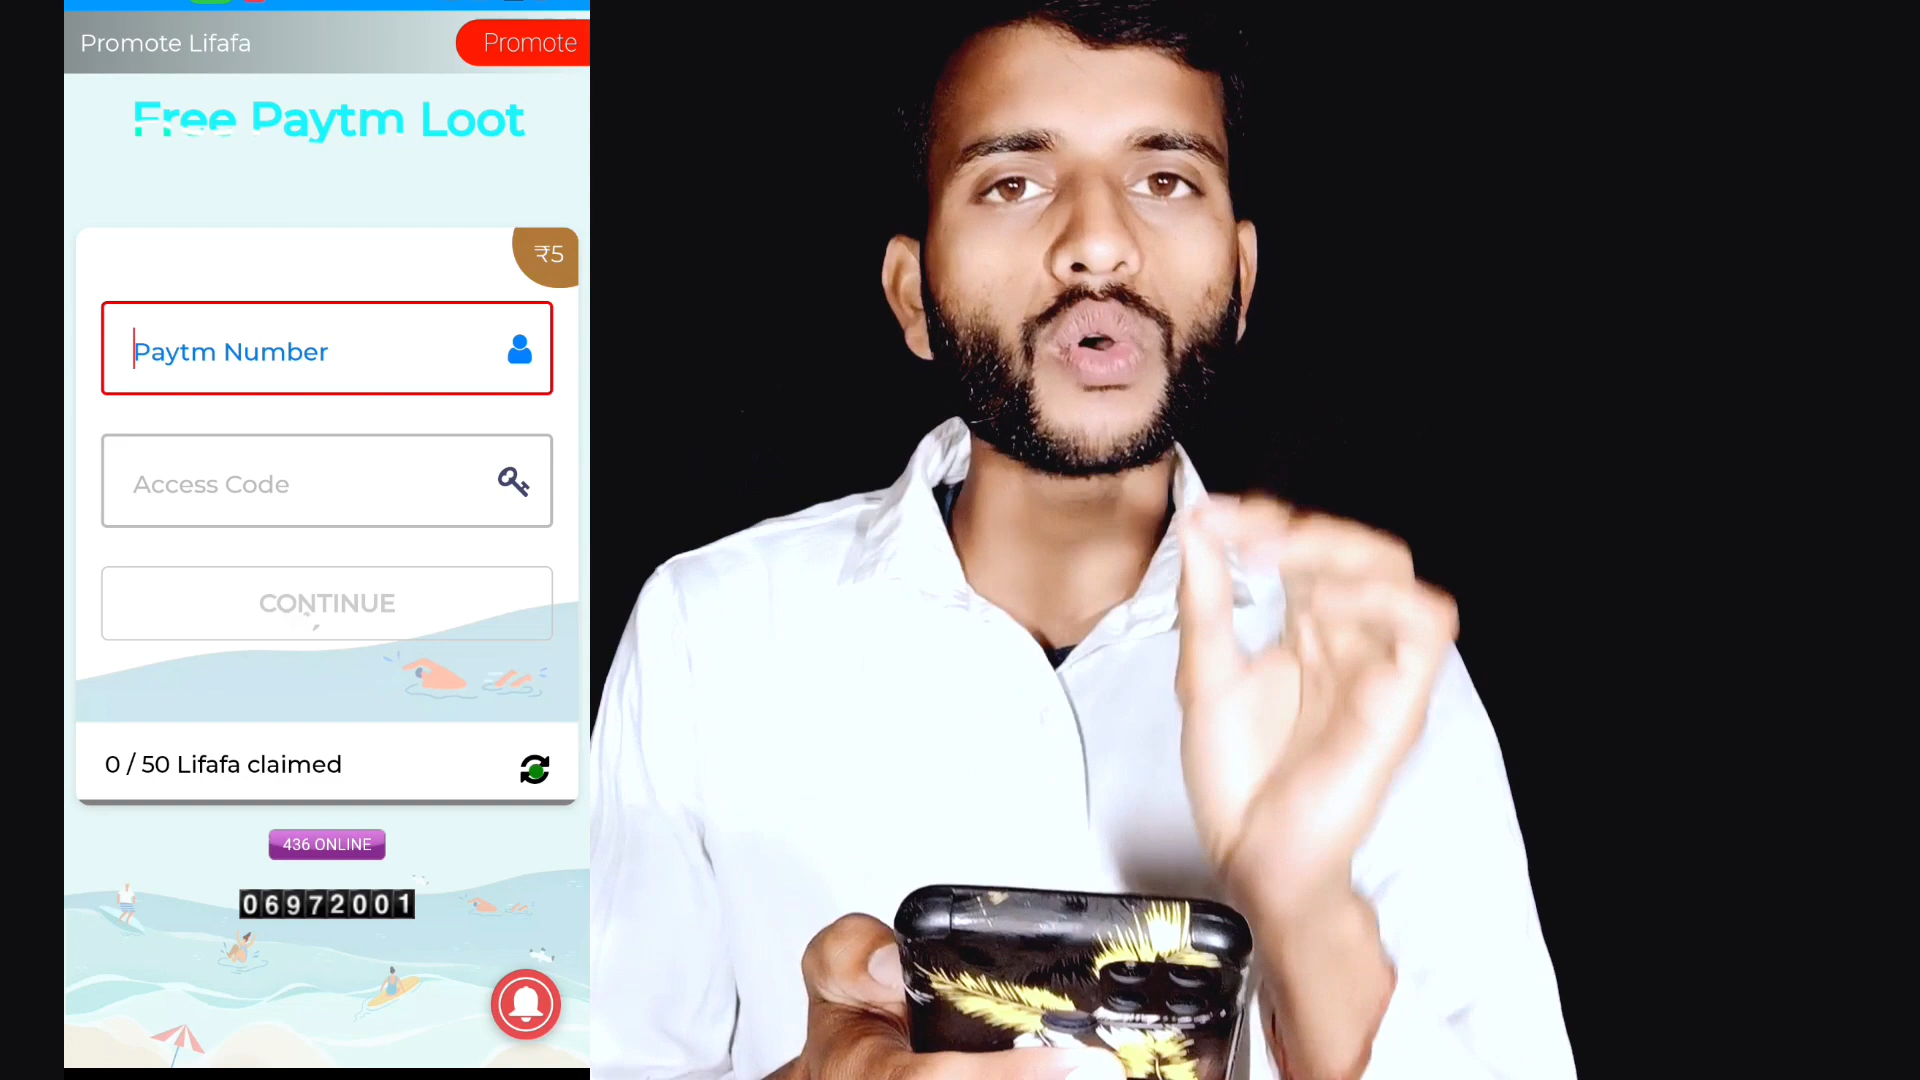 Promote Lifafa
Promote
Free Paytm Loot
₹5
Paytm Number
Access Code
CONTINUE
0 / 50 Lifafa claimed
436 ONLINE
06972001